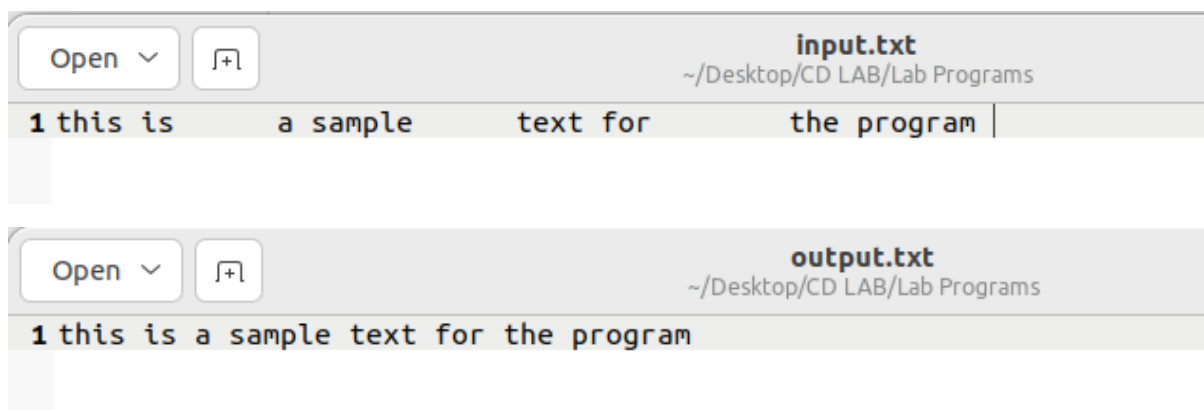 Open
input.txt
~/Desktop/CD LAB/Lab Programs
1 this is     a sample     text for      the program
Open
output.txt
~/Desktop/CD LAB/Lab Programs
1 this is a sample text for the program